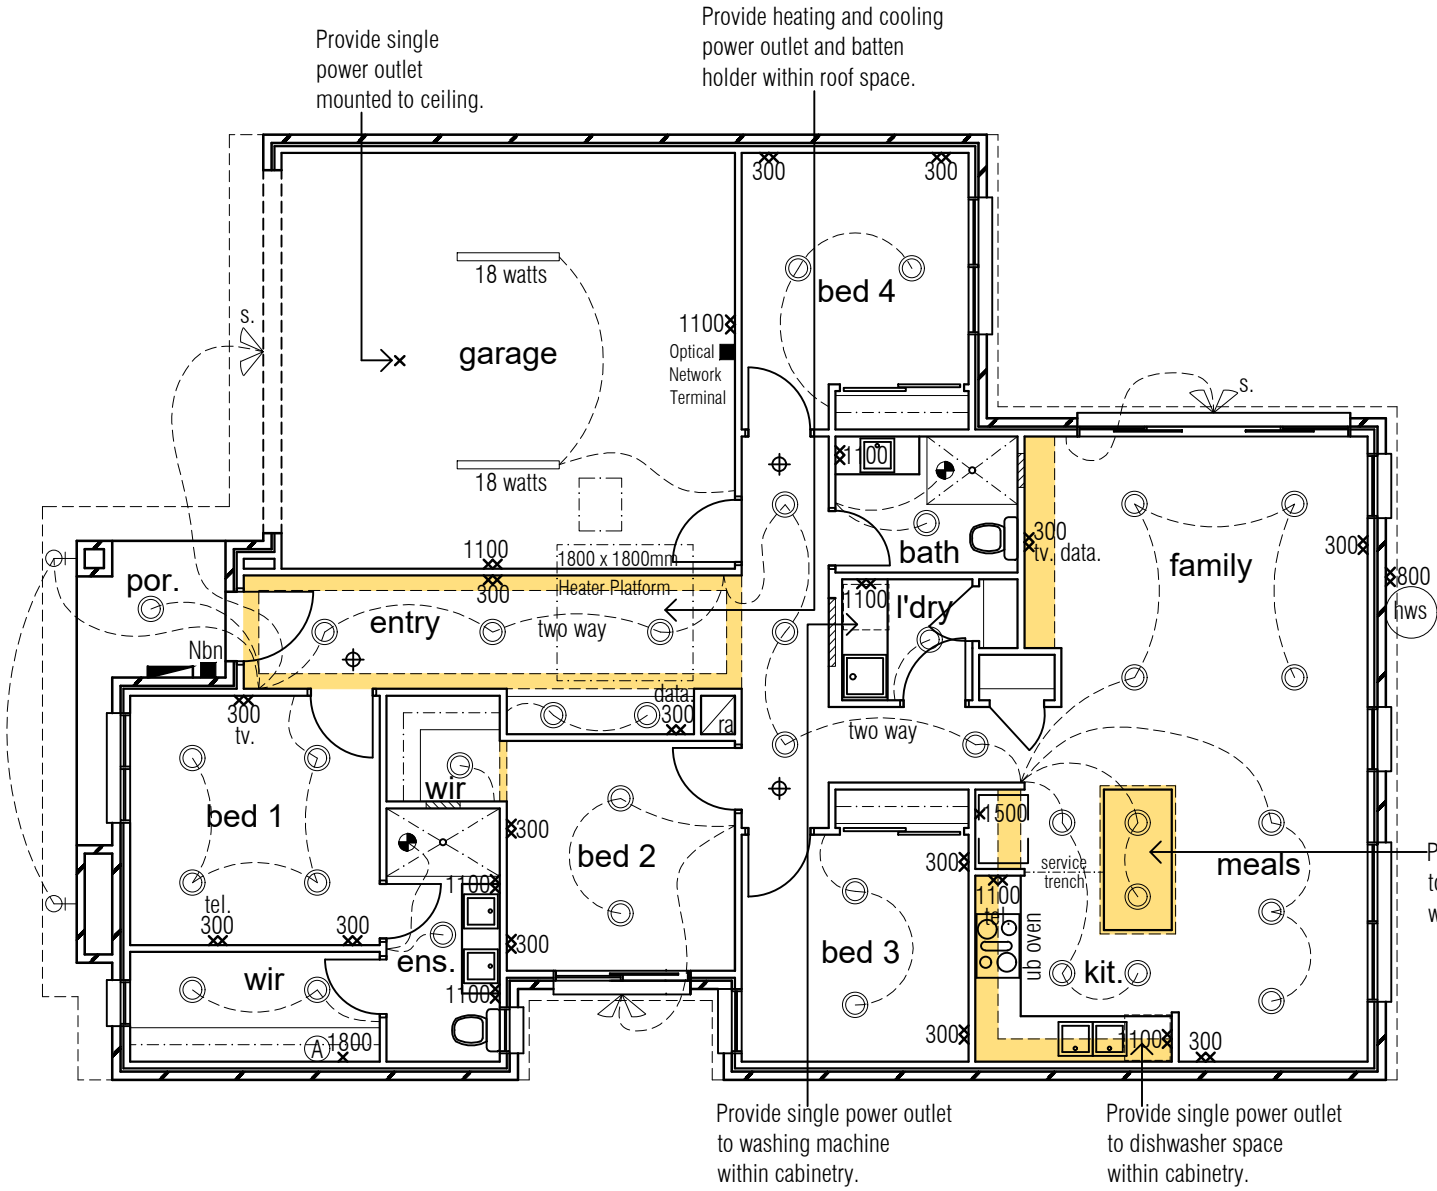 Provide single
power outlet
mounted to ceiling.
Provide heating and cooling
power outlet and batten
holder within roof space.
300
300
18 watts
bed 4
s.
1100
garage
Optical
Network
Terminal
s.
1100
18 watts
300
tv. data.
bath
family
300
1100
300
1800 x 1800mm
Heater Platform
por.
800
hws
1100
l'dry
entry
two way
Nbn
data.
300
ra
300
tv.
two way
wir
bed 1
300
bed 2
1500
service
trench
meals
300
1100
1100
tel.
300
300
300
ub oven
ens.
bed 3
kit.
wir
1100
A
1800
300
1100
300
Provide single power outlet
to washing machine
within cabinetry.
Provide single power outlet
to dishwasher space
within cabinetry.